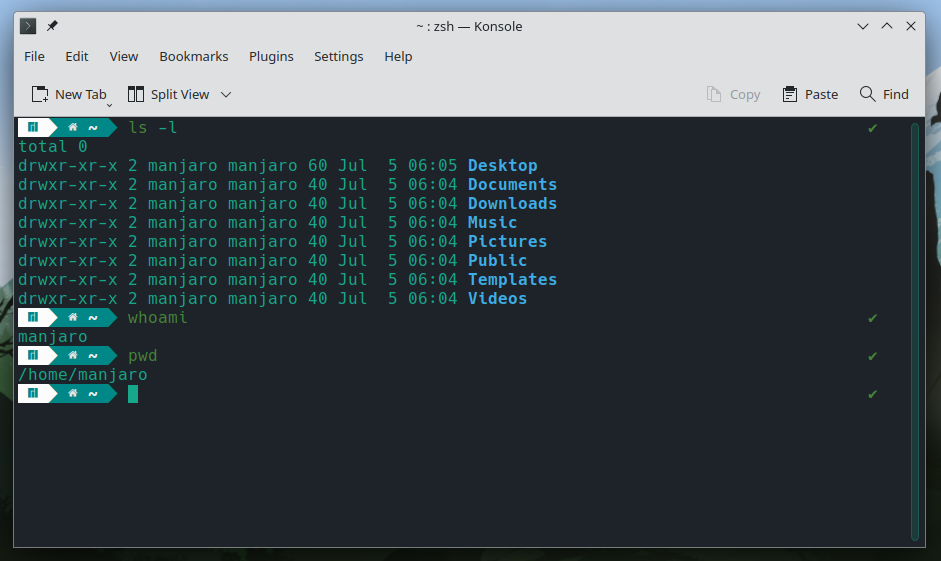 ~ : zsh — Konsole
File Edit View Bookmarks Plugins Settings Help
New Tab Split View Copy Paste Find
~ ls -l ✔
total 0
drwxr-xr-x 2 manjaro manjaro 60 Jul  5 06:05 Desktop
drwxr-xr-x 2 manjaro manjaro 40 Jul  5 06:04 Documents
drwxr-xr-x 2 manjaro manjaro 40 Jul  5 06:04 Downloads
drwxr-xr-x 2 manjaro manjaro 40 Jul  5 06:04 Music
drwxr-xr-x 2 manjaro manjaro 40 Jul  5 06:04 Pictures
drwxr-xr-x 2 manjaro manjaro 40 Jul  5 06:04 Public
drwxr-xr-x 2 manjaro manjaro 40 Jul  5 06:04 Templates
drwxr-xr-x 2 manjaro manjaro 40 Jul  5 06:04 Videos
~ whoami ✔
manjaro
~ pwd ✔
/home/manjaro
~ ✔